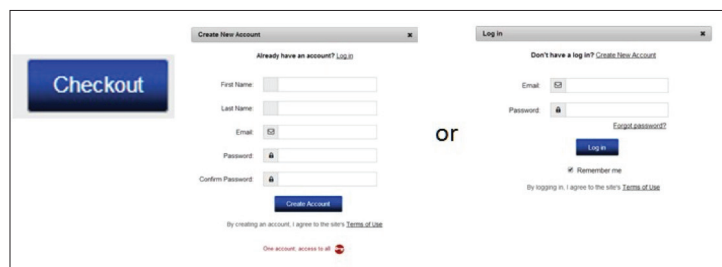 Checkout
Create New Account
Already have an account? Log in
First Name:
Last Name:
Email:
Password:
Confirm Password:
Create Account
By creating an account, I agree to the site's Terms of Use
One account; access to all
or
Log in
Don't have a log in? Create New Account
Email:
Password:
Forgot password?
Log in
Remember me
By logging in, I agree to the site's Terms of Use